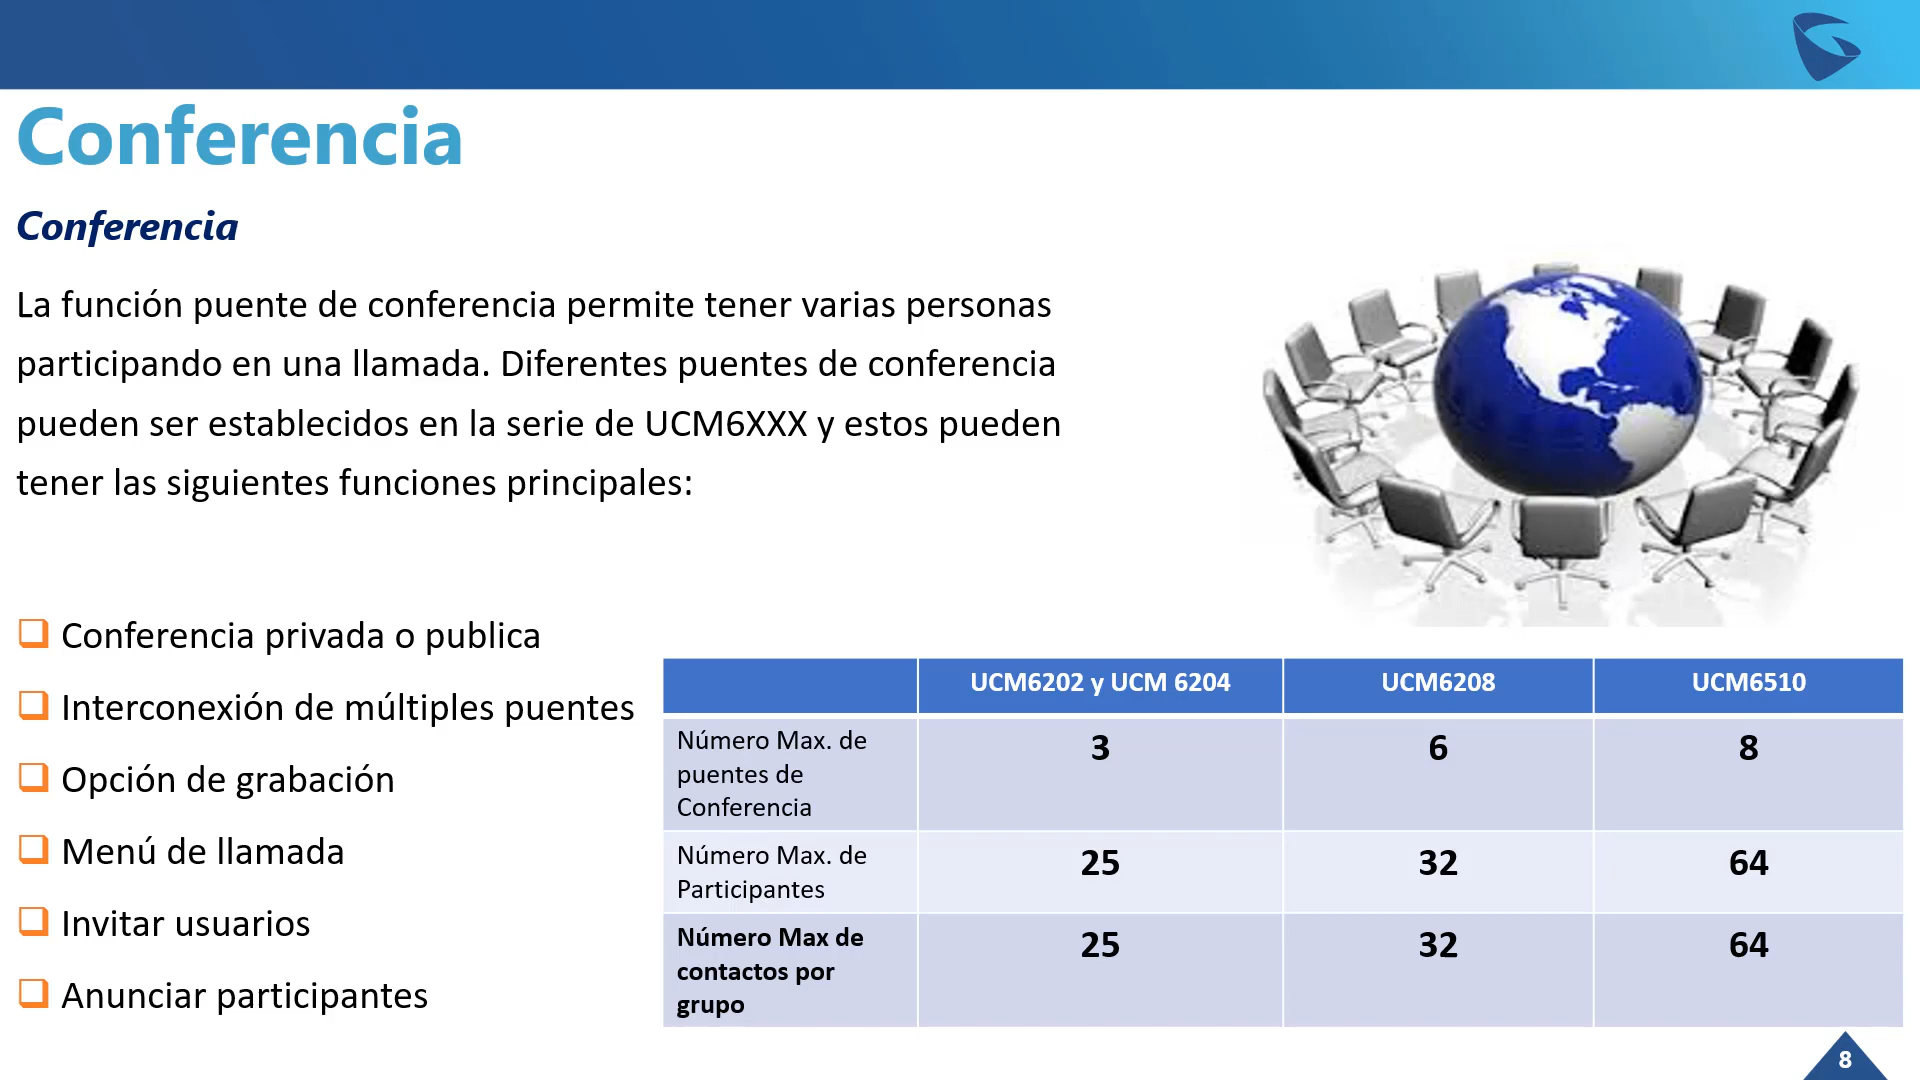 Conferencia
Conferencia
La función puente de conferencia permite tener varias personas
participando en una llamada. Diferentes puentes de conferencia
pueden ser establecidos en la serie de UCM6XXX y estos pueden
tener las siguientes funciones principales:
Conferencia privada o publica
Interconexión de múltiples puentes
Opción de grabación
Menú de llamada
Invitar usuarios
Anunciar participantes
UCM6202 y UCM 6204 UCM6208 UCM6510
Número Max. de
puentes de
Conferencia
3 6 8
Número Max. de
Participantes
25 32 64
Número Max de
contactos por
grupo
25 32 64
8